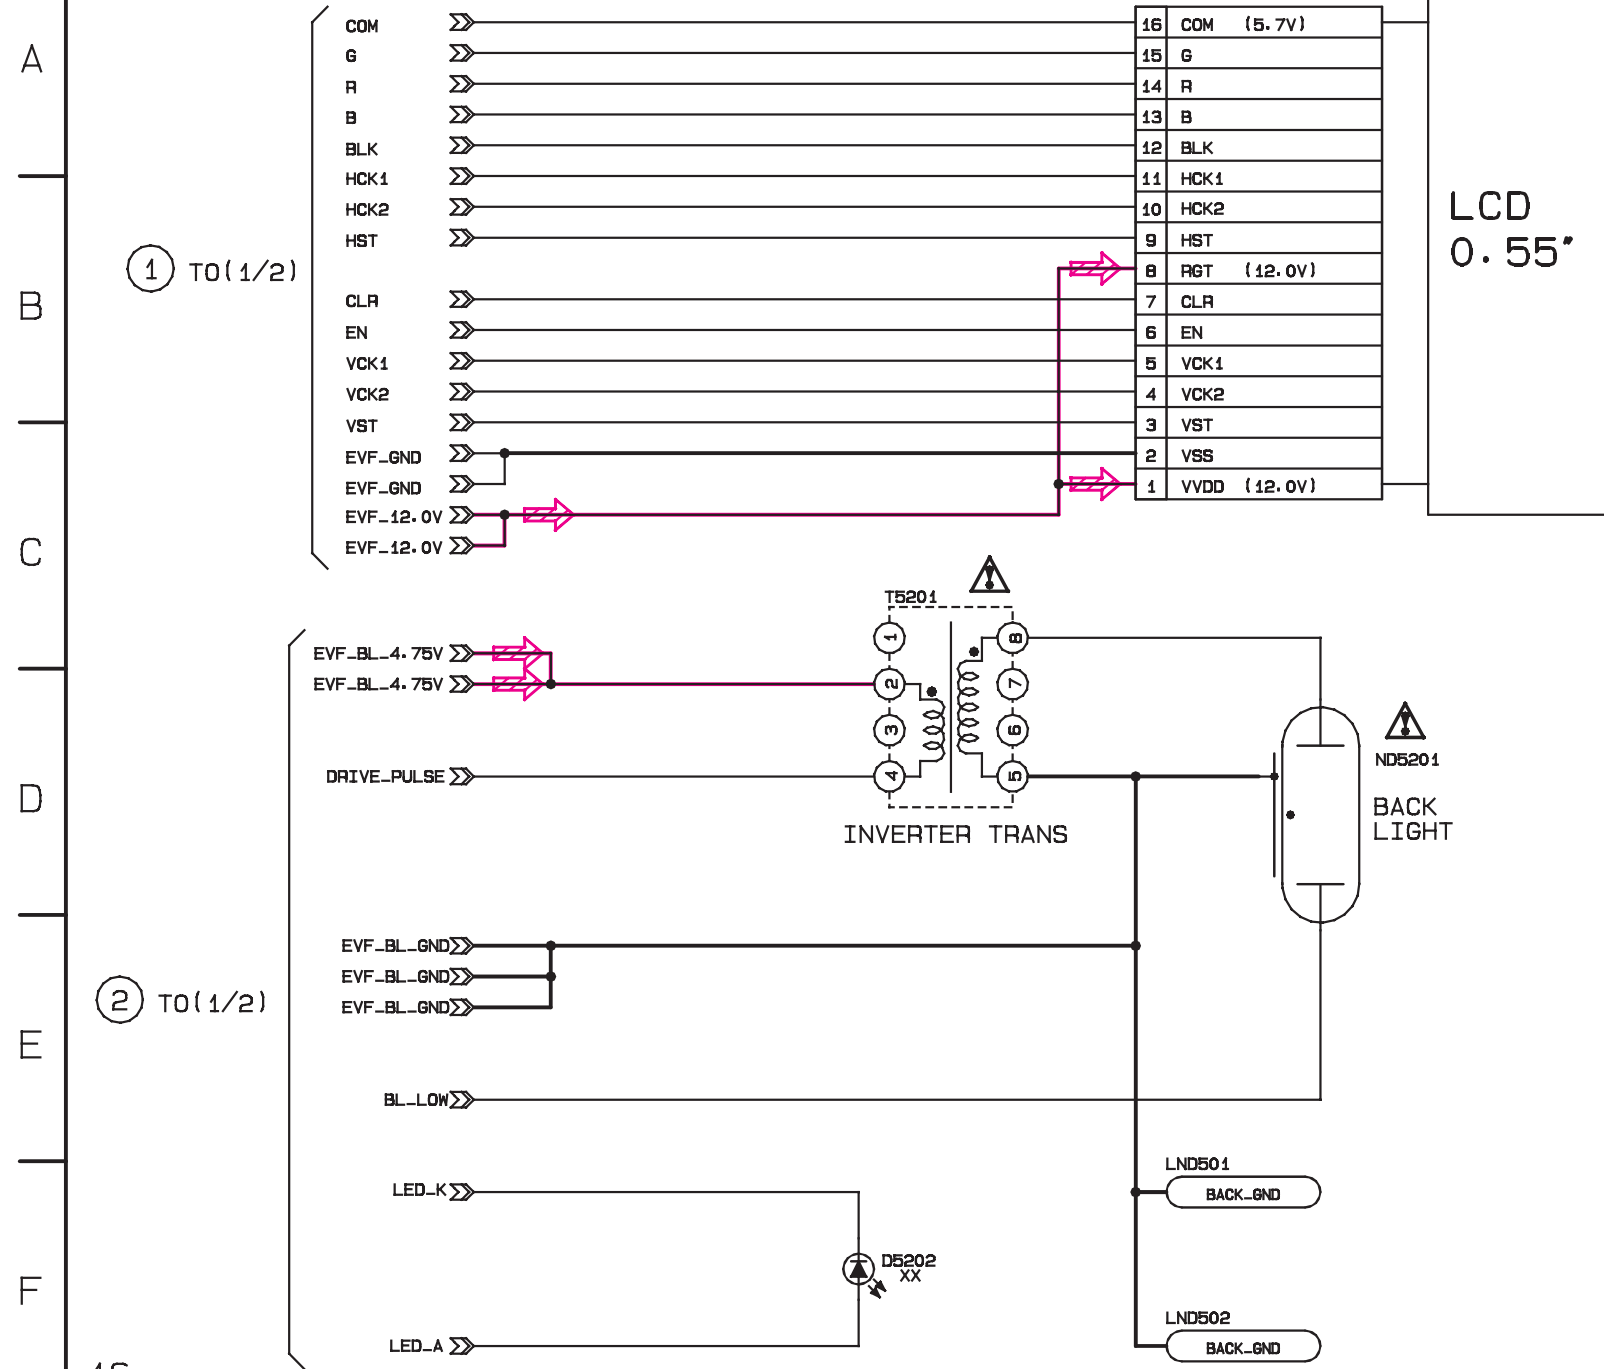 A
B
C
D
E
F
1 TO(1/2)
COM
G
R
B
BLK
HCK1
HCK2
HST
CLR
EN
VCK1
VCK2
VST
EVF_GND
EVF_GND
EVF_12.0V
EVF_12.0V
16 COM (5.7V)
15 G
14 R
13 B
12 BLK
11 HCK1
10 HCK2
9 HST
8 RGT (12.0V)
7 CLR
6 EN
5 VCK1
4 VCK2
3 VST
2 VSS
1 VVDD (12.0V)
LCD
0.55"
2 TO(1/2)
EVF_BL_4.75V
EVF_BL_4.75V
DRIVE_PULSE
EVF_BL_GND
EVF_BL_GND
EVF_BL_GND
BL_LOW
LED_K
LED_A
T5201
1
2
3
4
8
7
6
5
INVERTER TRANS
ND5201
BACK
LIGHT
D5202
XX
LND501
BACK_GND
LND502
BACK_GND